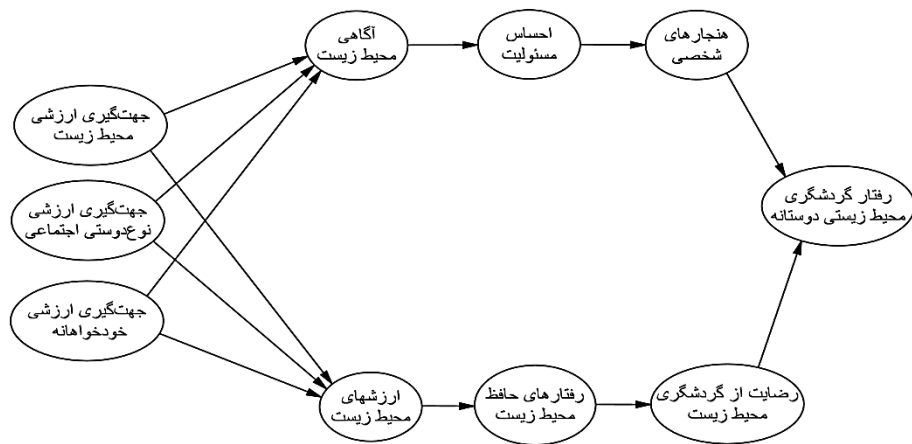 آگاهی
محیط زیست
احساس
مسئولیت
هنجارهای
شخصی
جهت‌گیری ارزشی
محیط زیست
جهت‌گیری ارزشی
نوع‌دوستی اجتماعی
جهت‌گیری ارزشی
خودخواهانه
رفتار گردشگری
محیط زیستی دوستانه
ارزشهای
محیط زیست
رفتارهای حافظ
محیط زیست
رضایت از گردشگری
محیط زیست